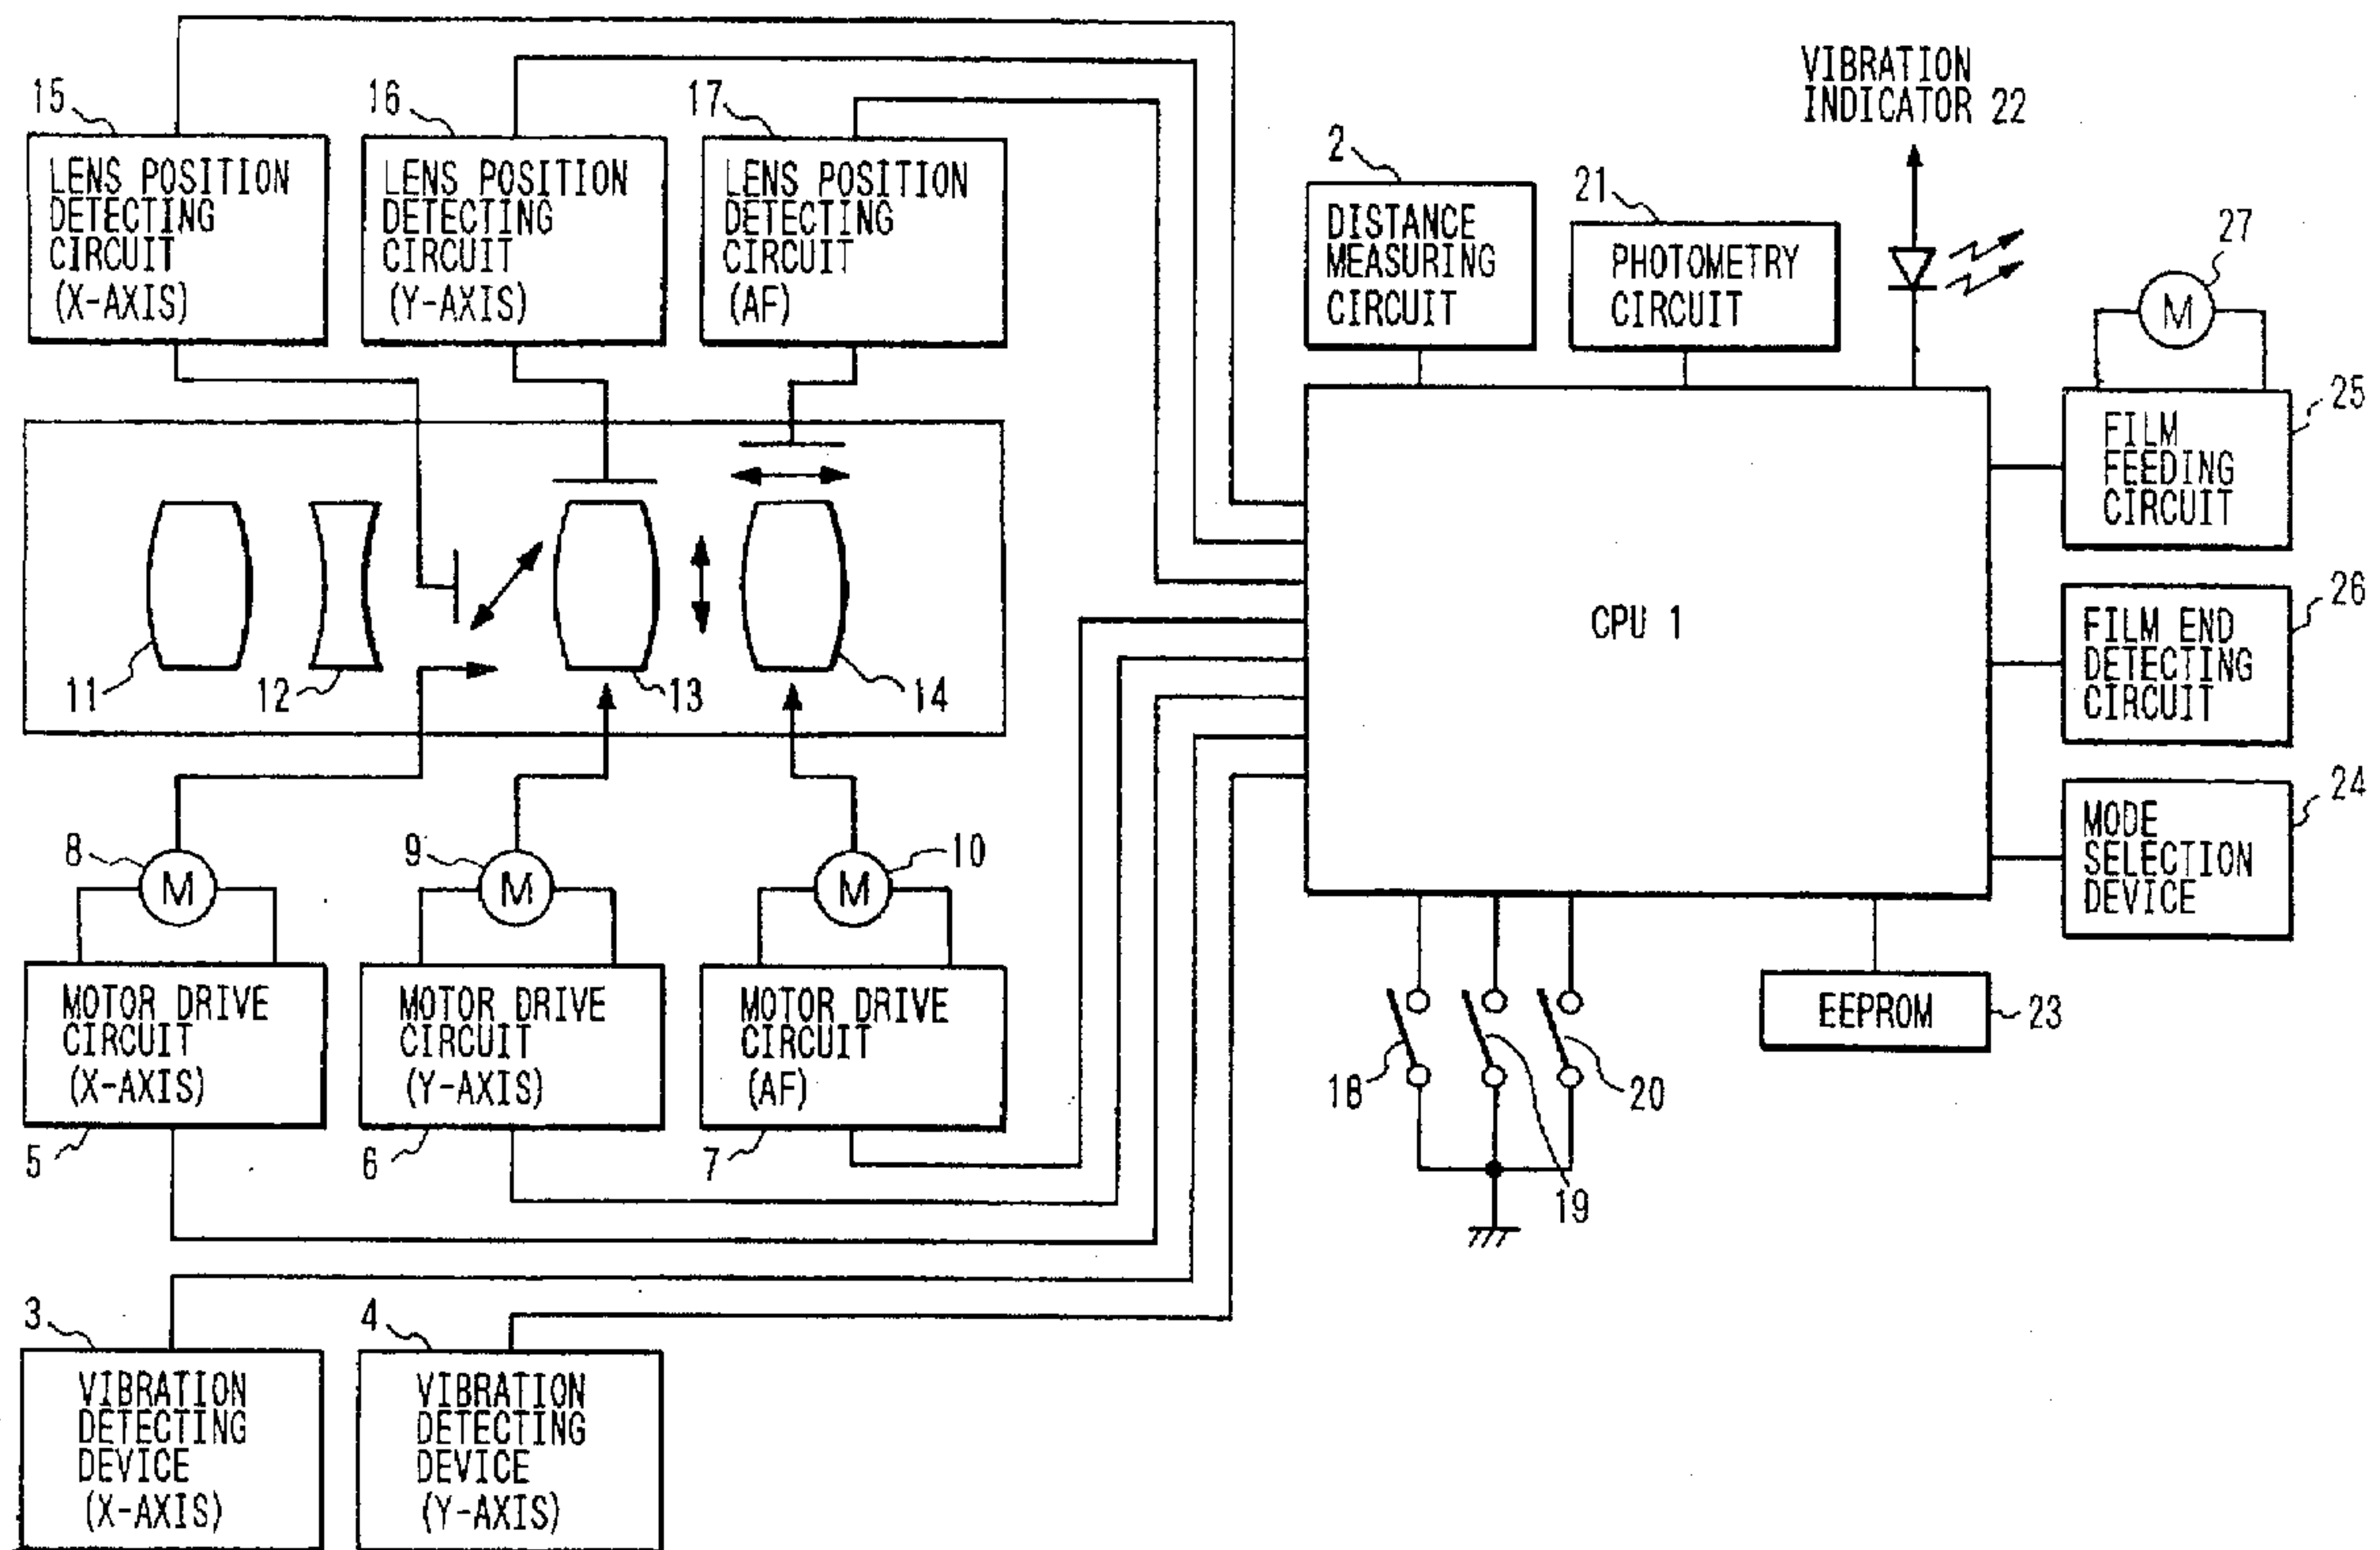 15
16
17
LENS POSITION
DETECTING
CIRCUIT
(X-AXIS)
LENS POSITION
DETECTING
CIRCUIT
(Y-AXIS)
LENS POSITION
DETECTING
CIRCUIT
(AF)
VIBRATION
INDICATOR 22
2
DISTANCE
MEASURING
CIRCUIT
21
PHOTOMETRY
CIRCUIT
27
M
25
FILM
FEEDING
CIRCUIT
26
FILM END
DETECTING
CIRCUIT
24
MODE
SELECTION
DEVICE
CPU 1
11
12
13
14
8
M
9
M
10
M
MOTOR DRIVE
CIRCUIT
(X-AXIS)
MOTOR DRIVE
CIRCUIT
(Y-AXIS)
MOTOR DRIVE
CIRCUIT
(AF)
5
6
7
18
19
20
EEPROM
23
3
VIBRATION
DETECTING
DEVICE
(X-AXIS)
4
VIBRATION
DETECTING
DEVICE
(Y-AXIS)